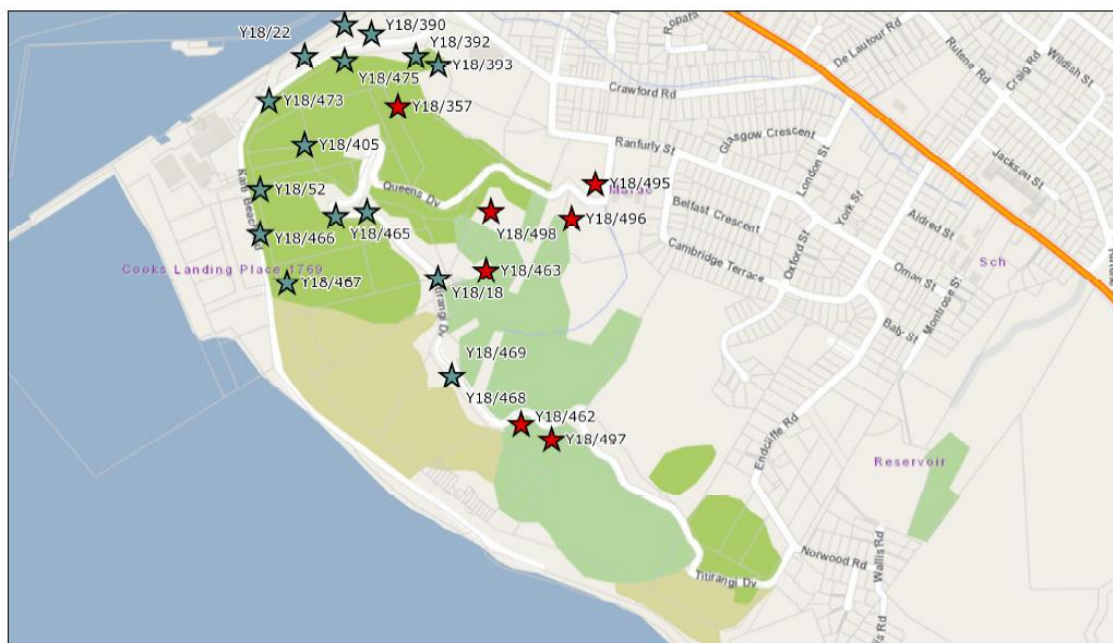 Y18/390
Y18/22
Y18/392
Y18/393
Y18/475
Y18/473
Y18/357
Y18/405
Y18/52
Y18/465
Y18/466
Y18/467
Y18/495
Y18/496
Y18/498
Y18/463
Y18/18
Y18/469
Y18/468
Y18/462
Y18/497
De Lautour Rd
Rutene Rd
Craig Rd
Wildish St
Crawford Rd
Glasgow Crescent
Ranfurly St
London St
Jackson St
York St
Aldred St
Queens Dv
Belfast Crescent
Cambridge Terrace
Oxford St
Oman St
Montrose St
Sch
Cooks Landing Place 1769
Baly St
Endcliffe Rd
Reservoir
Norwood Rd
Wallis Rd
Titirangi Dv